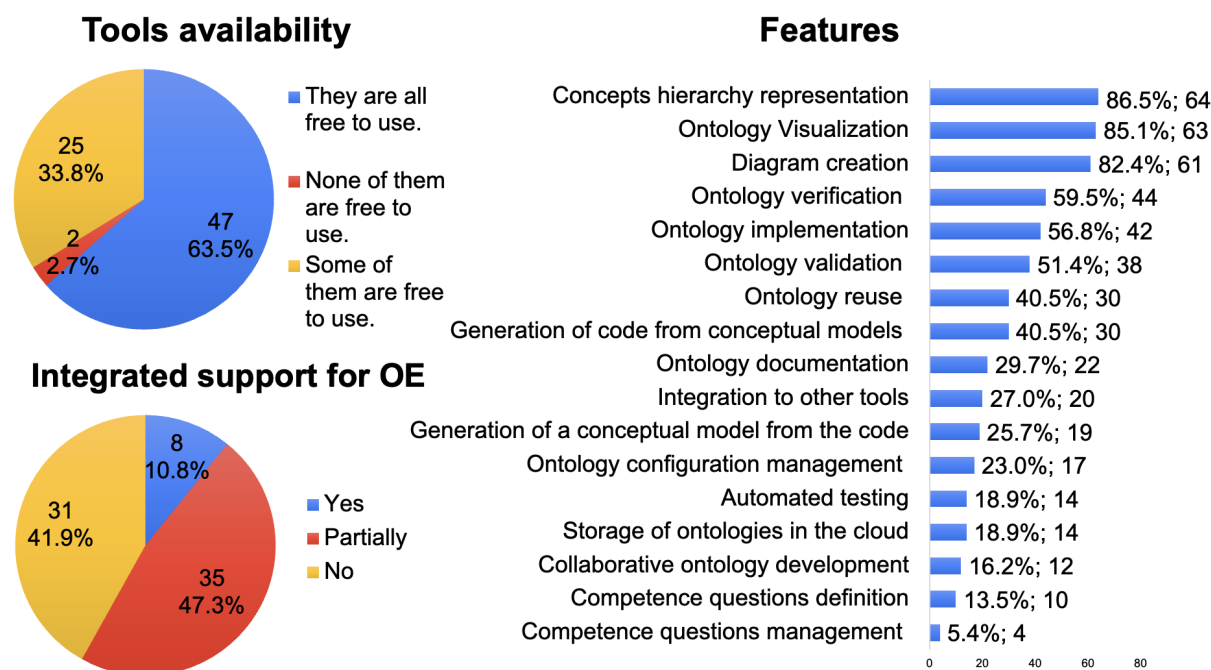 Tools availability
25
33.8%
2
2.7%
47
63.5%
They are all
free to use.
None of them
are free to
use.
Some of
them are free
to use.
Integrated support for OE
8
10.8%
31
41.9%
35
47.3%
Yes
Partially
No
Features
Concepts hierarchy representation 86.5%; 64
Ontology Visualization 85.1%; 63
Diagram creation 82.4%; 61
Ontology verification 59.5%; 44
Ontology implementation 56.8%; 42
Ontology validation 51.4%; 38
Ontology reuse 40.5%; 30
Generation of code from conceptual models 40.5%; 30
Ontology documentation 29.7%; 22
Integration to other tools 27.0%; 20
Generation of a conceptual model from the code 25.7%; 19
Ontology configuration management 23.0%; 17
Automated testing 18.9%; 14
Storage of ontologies in the cloud 18.9%; 14
Collaborative ontology development 16.2%; 12
Competence questions definition 13.5%; 10
Competence questions management 5.4%; 4
0 20 40 60 80